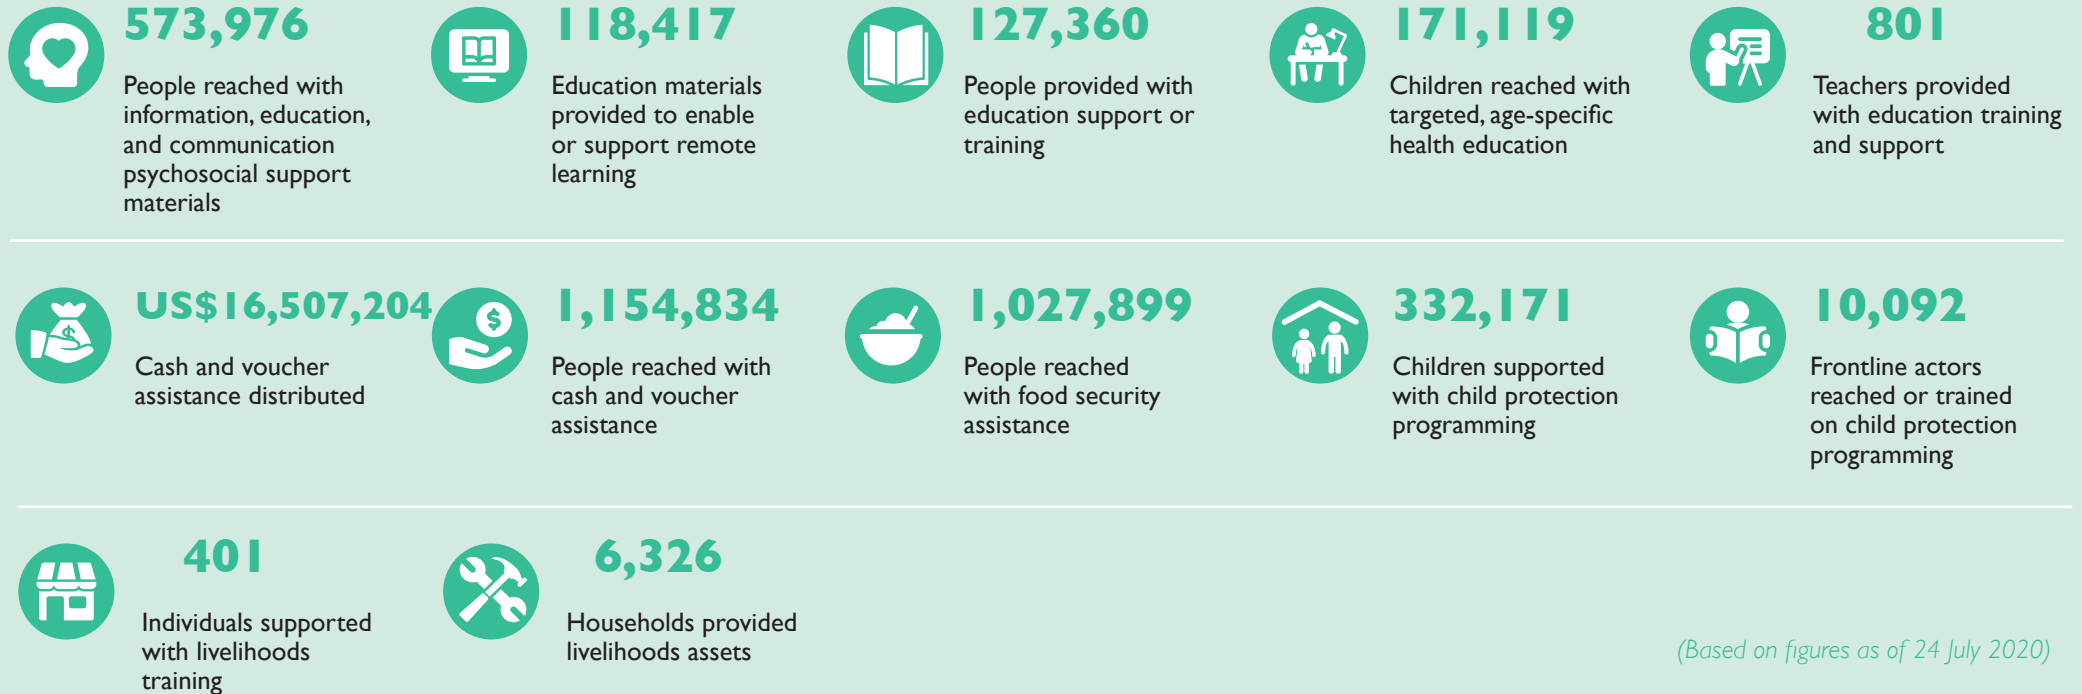 573,976
People reached with
information, education,
and communication
psychosocial support
materials
118,417
Education materials
provided to enable
or support remote
learning
127,360
People provided with
education support or
training
171,119
Children reached with
targeted, age-specific
health education
801
Teachers provided
with education training
and support
US$16,507,204
Cash and voucher
assistance distributed
$
1,154,834
People reached with
cash and voucher
assistance
$
1,027,899
People reached
with food security
assistance
332,171
Children supported
with child protection
programming
10,092
Frontline actors
reached or trained
on child protection
programming
401
Individuals supported
with livelihoods
training
6,326
Households provided
livelihoods assets
(Based on figures as of 24 July 2020)